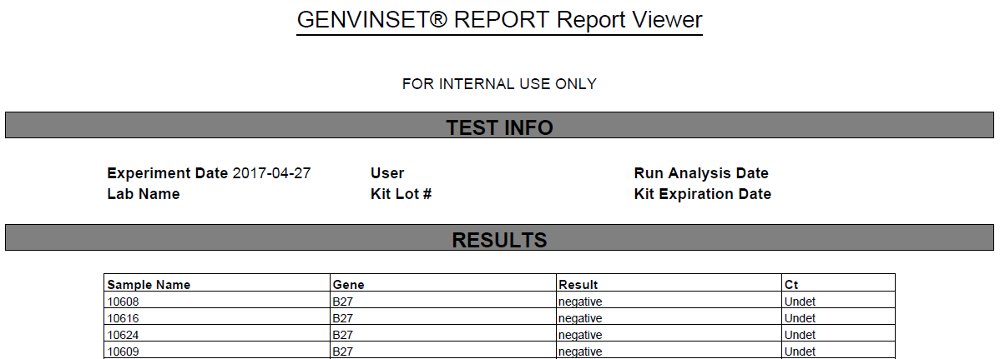 GENVINSET® REPORT Report Viewer
FOR INTERNAL USE ONLY
TEST INFO
Experiment Date 2017-04-27 User Run Analysis Date
Lab Name Kit Lot # Kit Expiration Date
RESULTS
Sample Name Gene Result Ct
10608 B27 negative Undet
10616 B27 negative Undet
10624 B27 negative Undet
10609 B27 negative Undet